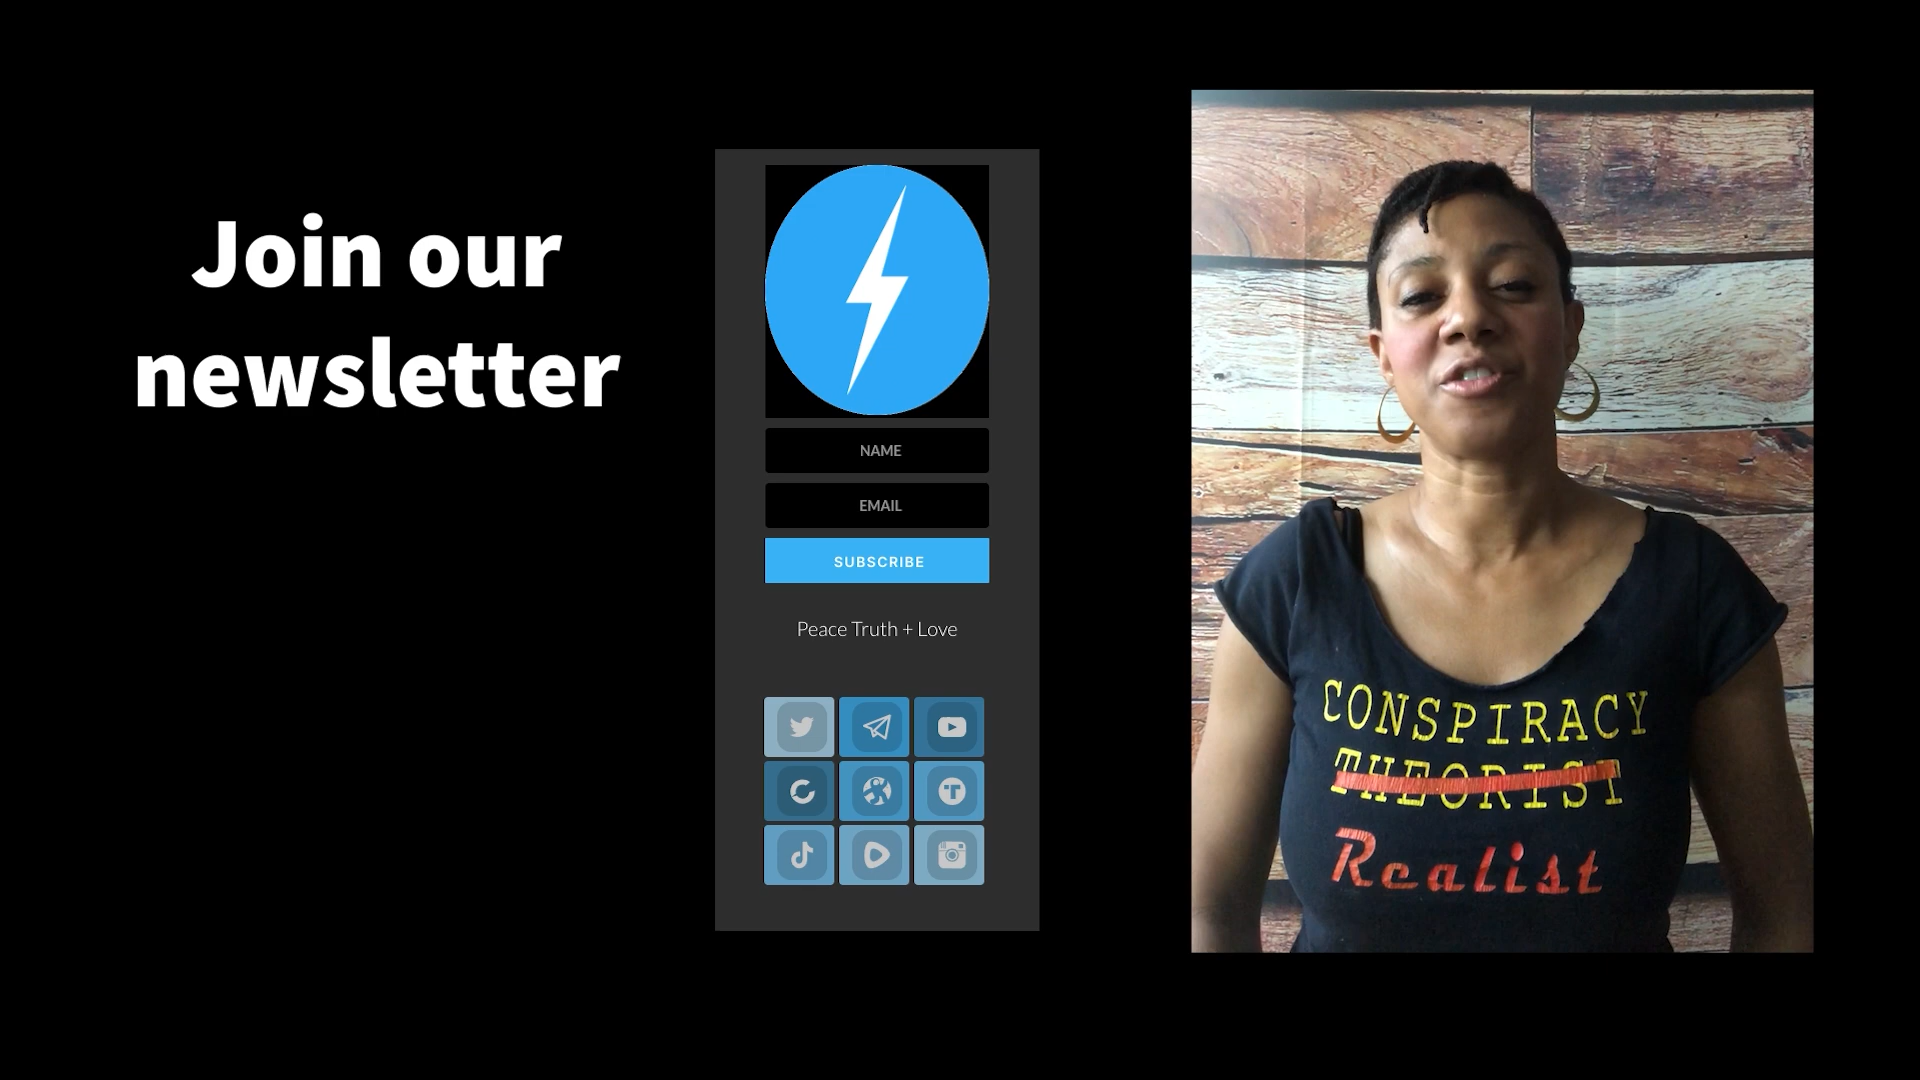 Join our
newsletter
NAME
EMAIL
SUBSCRIBE
Peace Truth + Love
CONSPIRACY
THEORIST
Realist